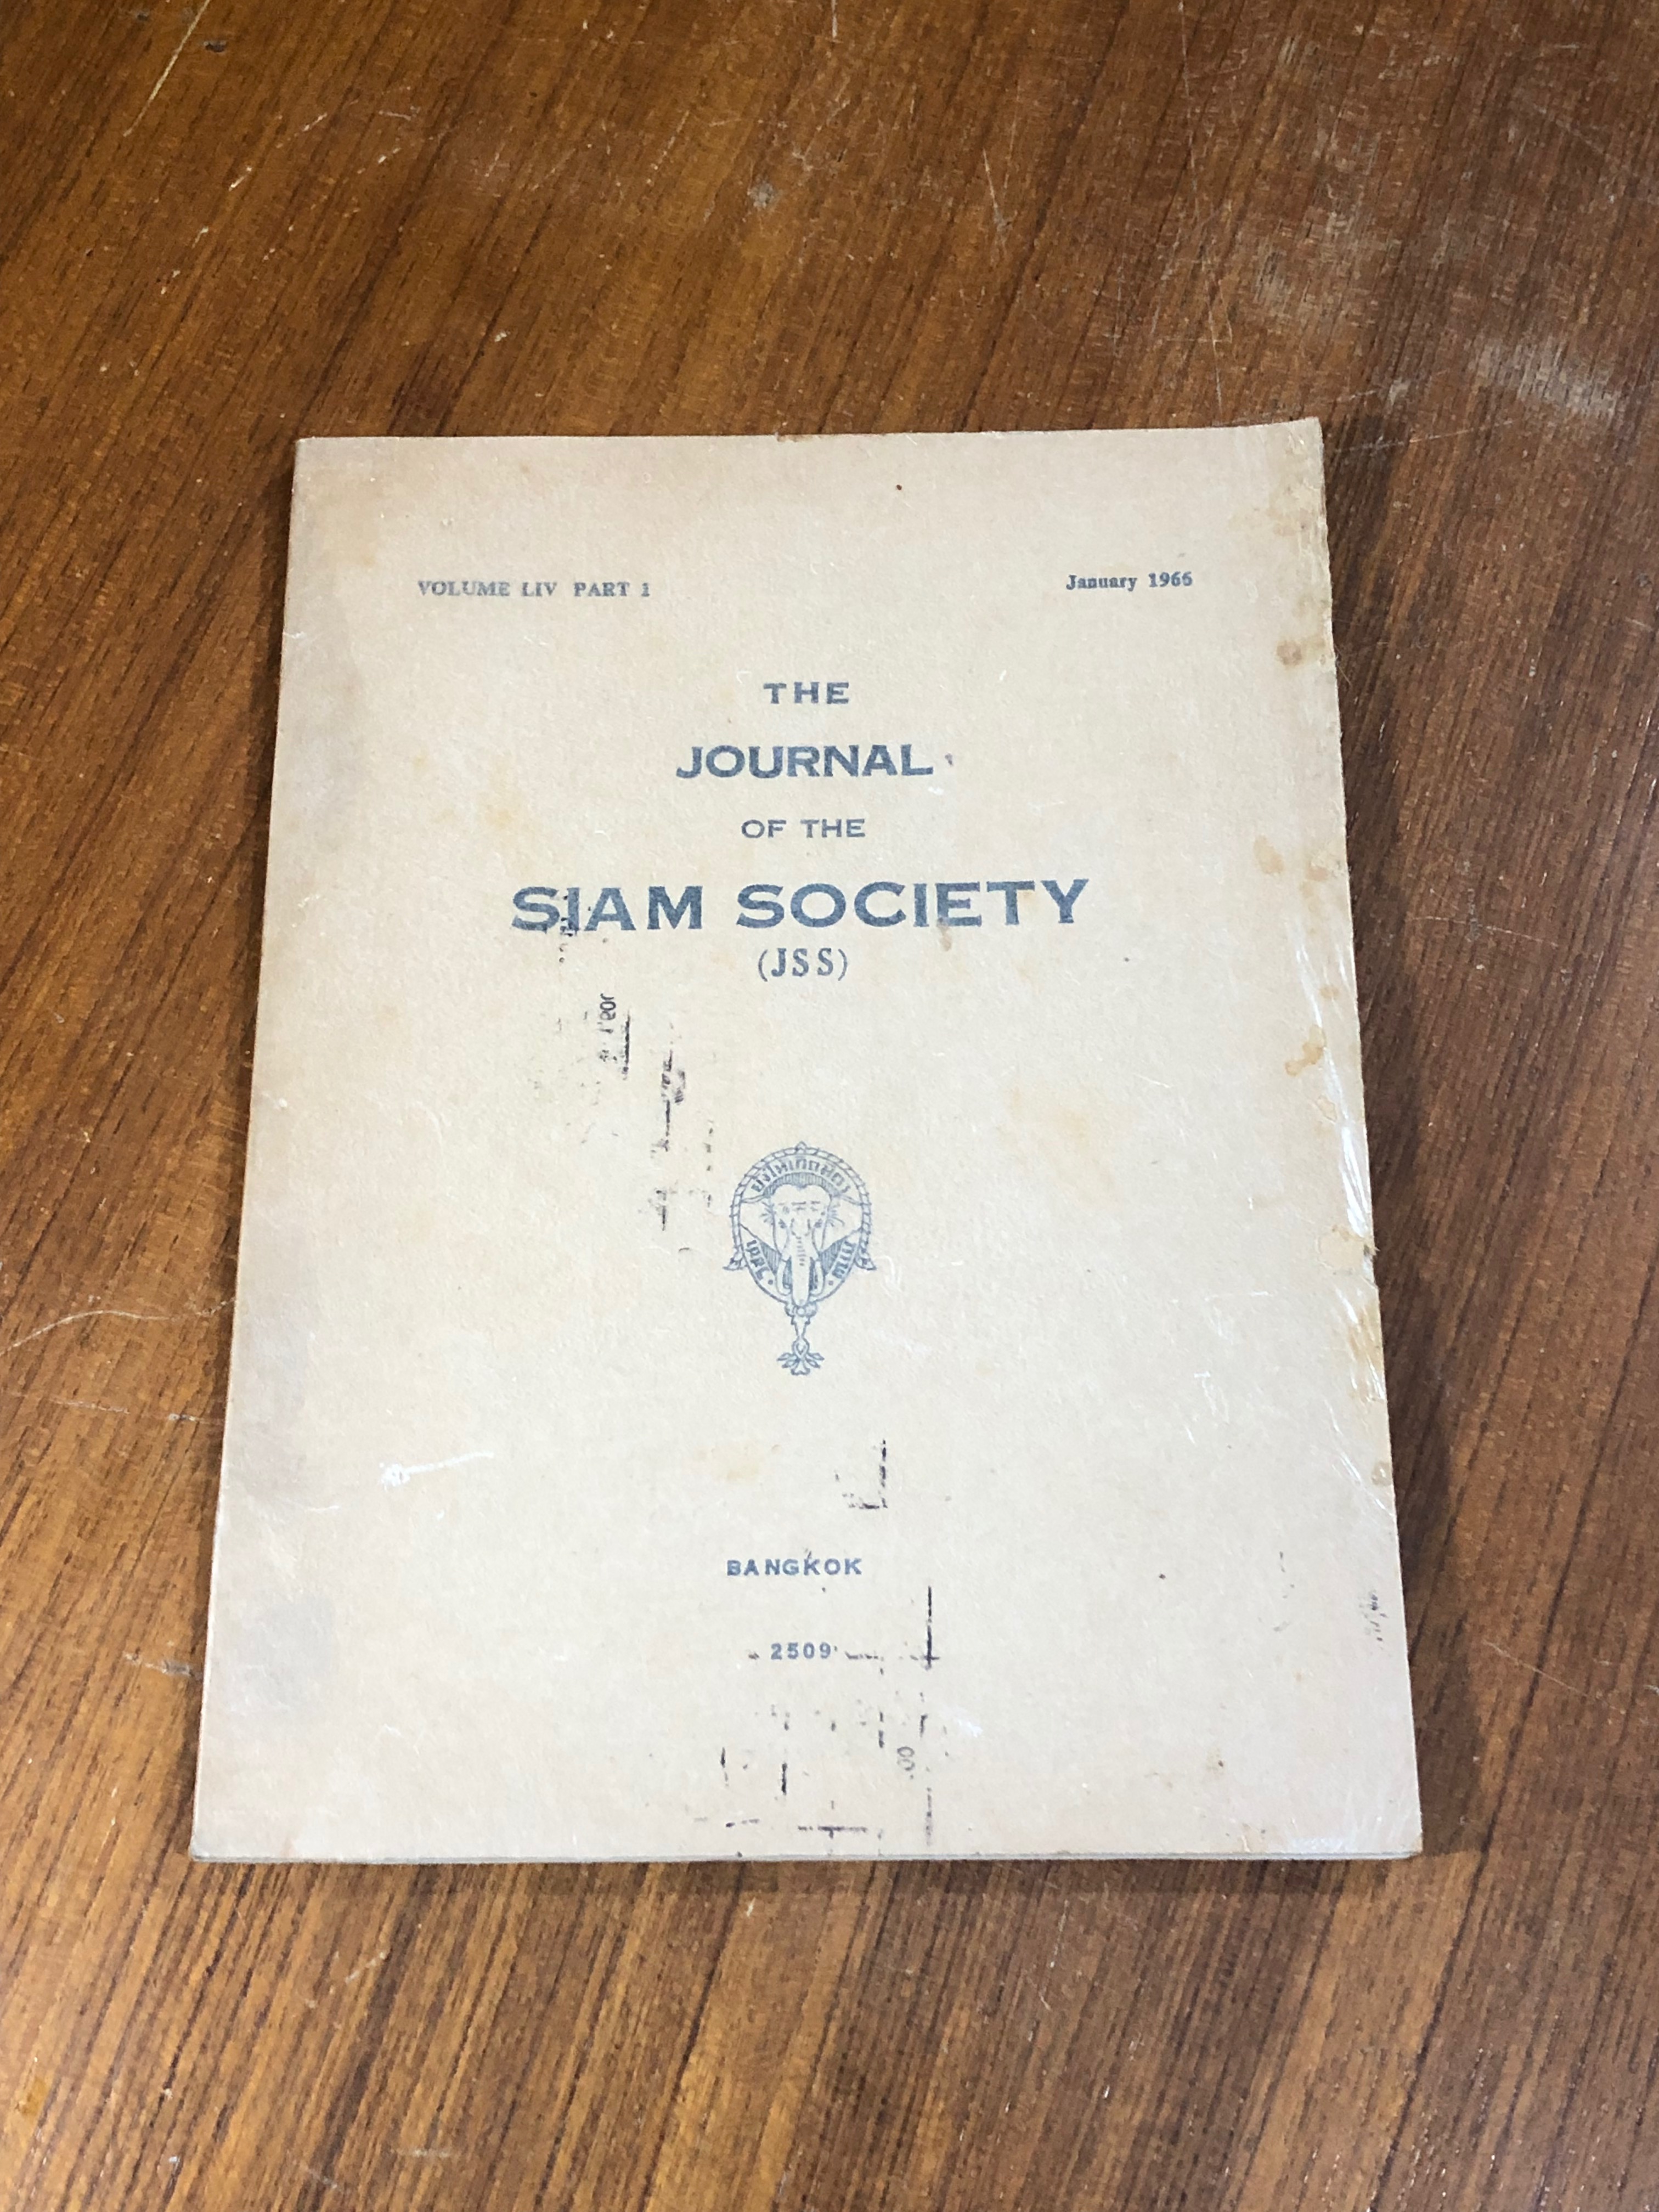 VOLUME LIV PART 1
January 1966
THE
JOURNAL
OF THE
SIAM SOCIETY
(JSS)
BANGKOK
2509